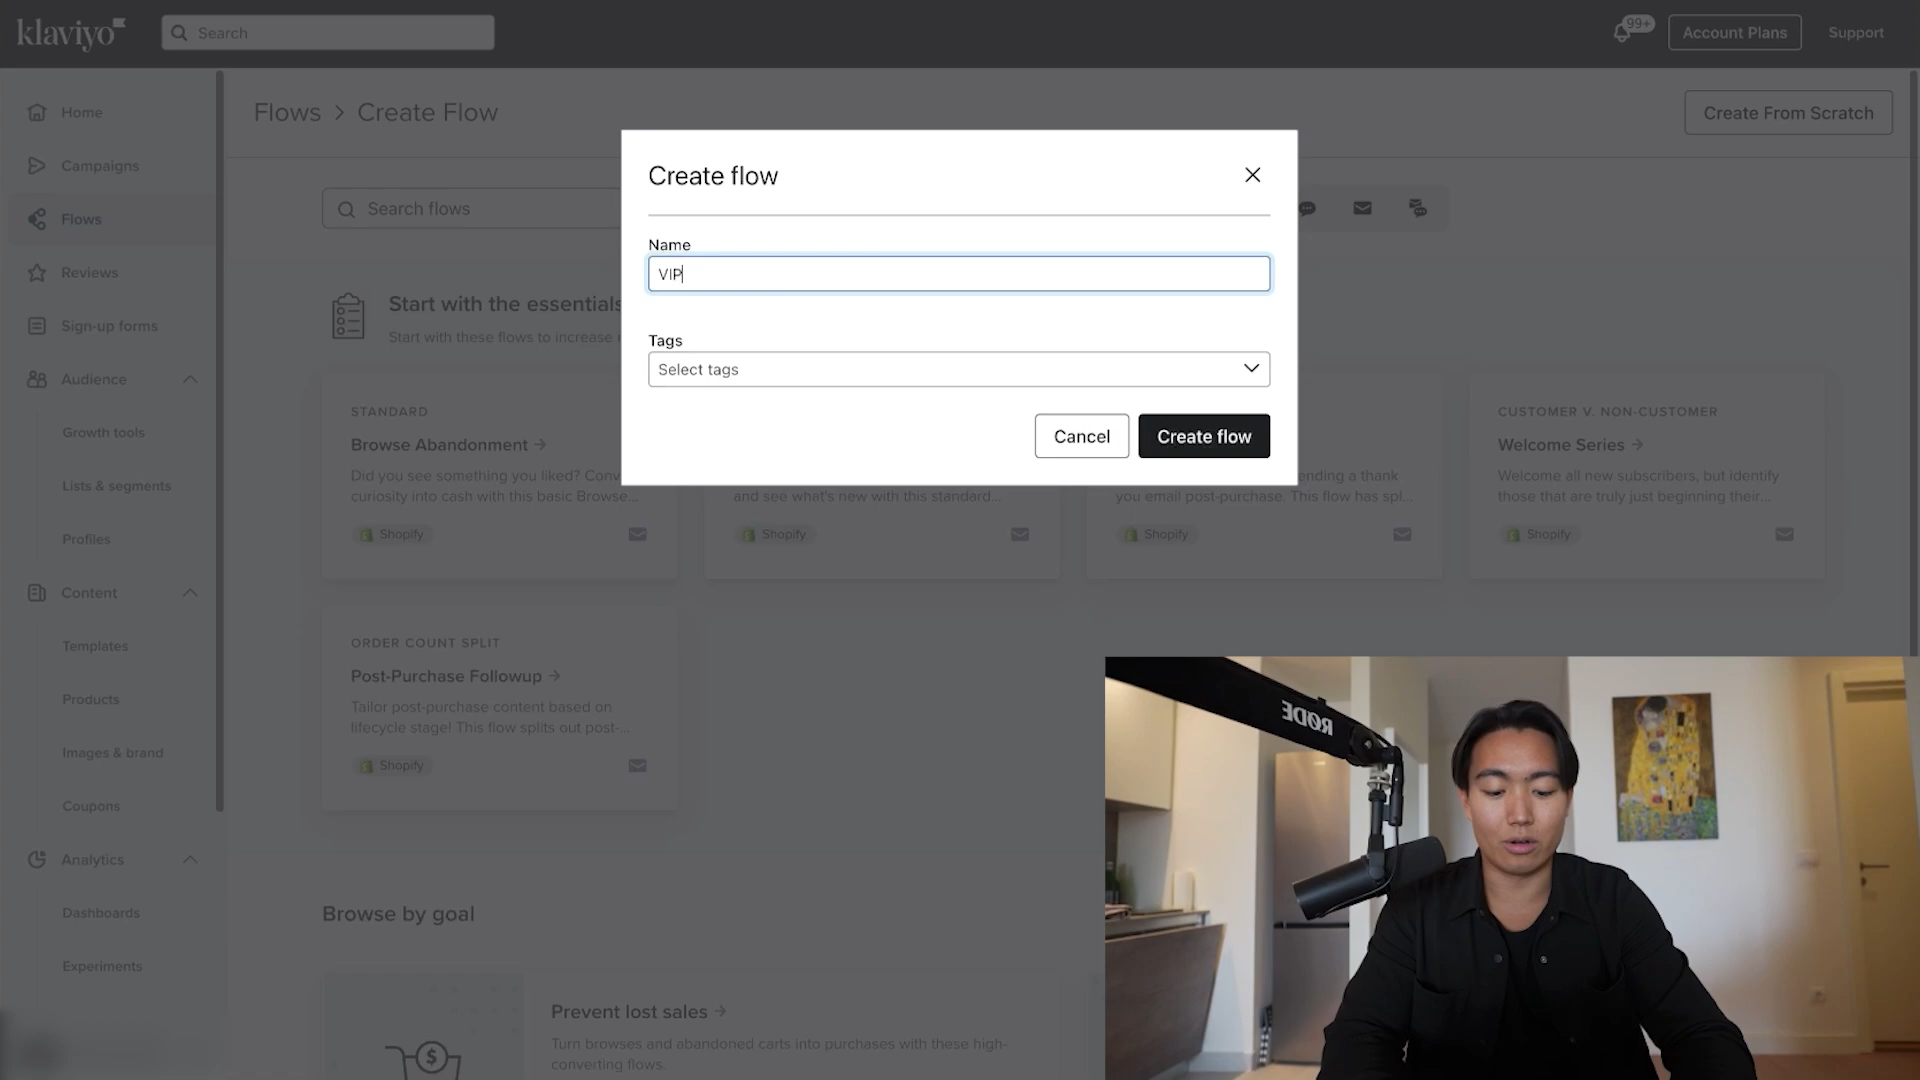 klaviyo
Search
99+
Account Plans
Support
Home
Campaigns
Flows
Reviews
Sign-up forms
Audience
Growth tools
Lists & segments
Profiles
Content
Templates
Products
Images & brand
Coupons
Analytics
Dashboards
Experiments
Flows > Create Flow
Create From Scratch
Search flows
Start with the essentials
Start with these flows to increase
Create flow
Name
VIP
Tags
Select tags
Cancel
Create flow
STANDARD
Browse Abandonment →
Did you see something you liked? Conv
curiosity into cash with this basic Browse...
Shopify
and see what's new with this standard...
Shopify
ending a thank
you email post-purchase. This flow has spl...
Shopify
CUSTOMER V. NON-CUSTOMER
Welcome Series →
Welcome all new subscribers, but identify
those that are truly just beginning their...
Shopify
ORDER COUNT SPLIT
Post-Purchase Followup →
Tailor post-purchase content based on
lifecycle stage! This flow splits out post-...
Shopify
Browse by goal
Prevent lost sales →
Turn browses and abandoned carts into purchases with these high-
converting flows.
$
RØDE